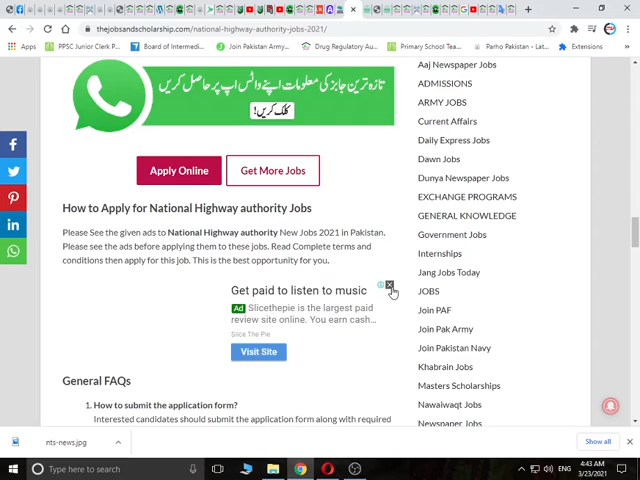 thejobsandscholarship.com/national-highway-authority-jobs-2021/
Apps
PPSC Junior Clerk P...
Board of Intermedi...
Join Pakistan Army...
Drug Regulatory Au...
Primary School Tea...
Parho Pakistan - Lat...
Extensions
تازہ ترین جابز کی معلومات اپنے واٹس اپ پر حاصل کریں
کلک کریں!
Apply Online
Get More Jobs
How to Apply for National Highway authority Jobs
Please See the given ads to National Highway authority New Jobs 2021 in Pakistan.
Please see the ads before applying them to these jobs. Read Complete terms and
conditions then apply for this job. This is the best opportunity for you.
Get paid to listen to music
Ad Slicethepie is the largest paid
review site online. You earn cash...
Slice The Pie
Visit Site
General FAQs
1. How to submit the application form?
Interested candidates should submit the application form along with required
Aaj Newspaper Jobs
ADMISSIONS
ARMY JOBS
Current Affairs
Daily Express Jobs
Dawn Jobs
Dunya Newspaper Jobs
EXCHANGE PROGRAMS
GENERAL KNOWLEDGE
Government Jobs
Internships
Jang Jobs Today
JOBS
Join PAF
Join Pak Army
Join Pakistan Navy
Khabrain Jobs
Masters Scholarships
Nawaiwaqt Jobs
Newspaper Jobs
nts-news.jpg
Show all
Type here to search
ENG
4:43 AM
3/23/2021